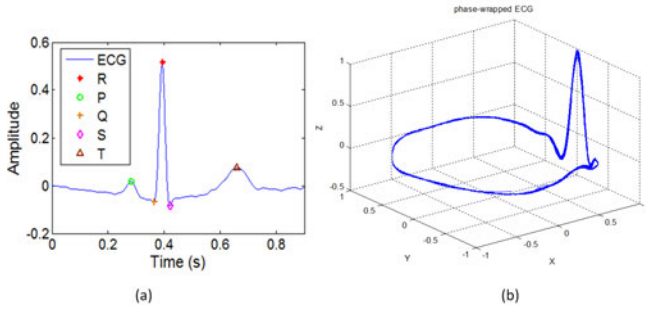 phase-wrapped ECG
0.6
0.4
0.2
0
-0.2
Amplitude
ECG
R
P
Q
S
T
0 0.2 0.4 0.6 0.8
Time (s)
(a)
1
0.5
0
-0.5
Z
1
0.5
0
-0.5
-1
Y
-1
-0.5
0
0.5
1
X
(b)